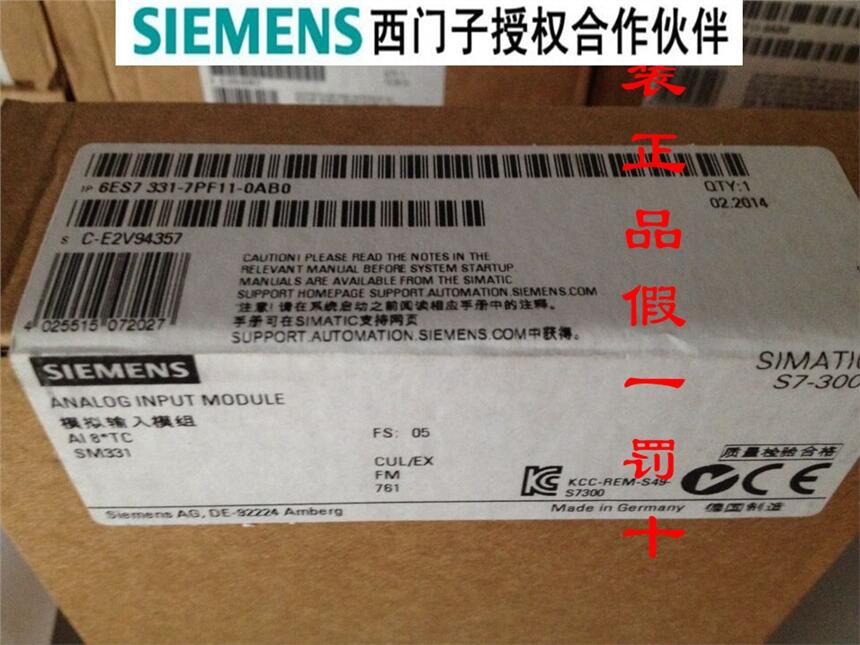 SIEMENS 西门子授权合作伙伴
装正品假一罚十
1P 6ES7 331-7PF11-0AB0
QTY:1
02.2014
S C-E2V94357
CAUTION! PLEASE READ THE NOTES IN THE
RELEVANT MANUAL BEFORE SYSTEM STARTUP.
MANUALS ARE AVAILABLE FROM THE SIMATIC
SUPPORT HOMEPAGE SUPPORT.AUTOMATION.SIEMENS.COM
注意! 请在系统启动之前阅读相应手册中的注释。
手册可在SIMATIC支持网页
SUPPORT.AUTOMATION.SIEMENS.COM中获得。
4 025515 072027
SIEMENS
SIMATIC
S7-300
ANALOG INPUT MODULE
模拟输入模组
AI 8*TC
SM331
FS: 05
CUL/EX
FM
761
质量检验合格
KCC-REM-S49-
S7300
CE
Made in Germany 德国制造
Siemens AG, DE-92224 Amberg